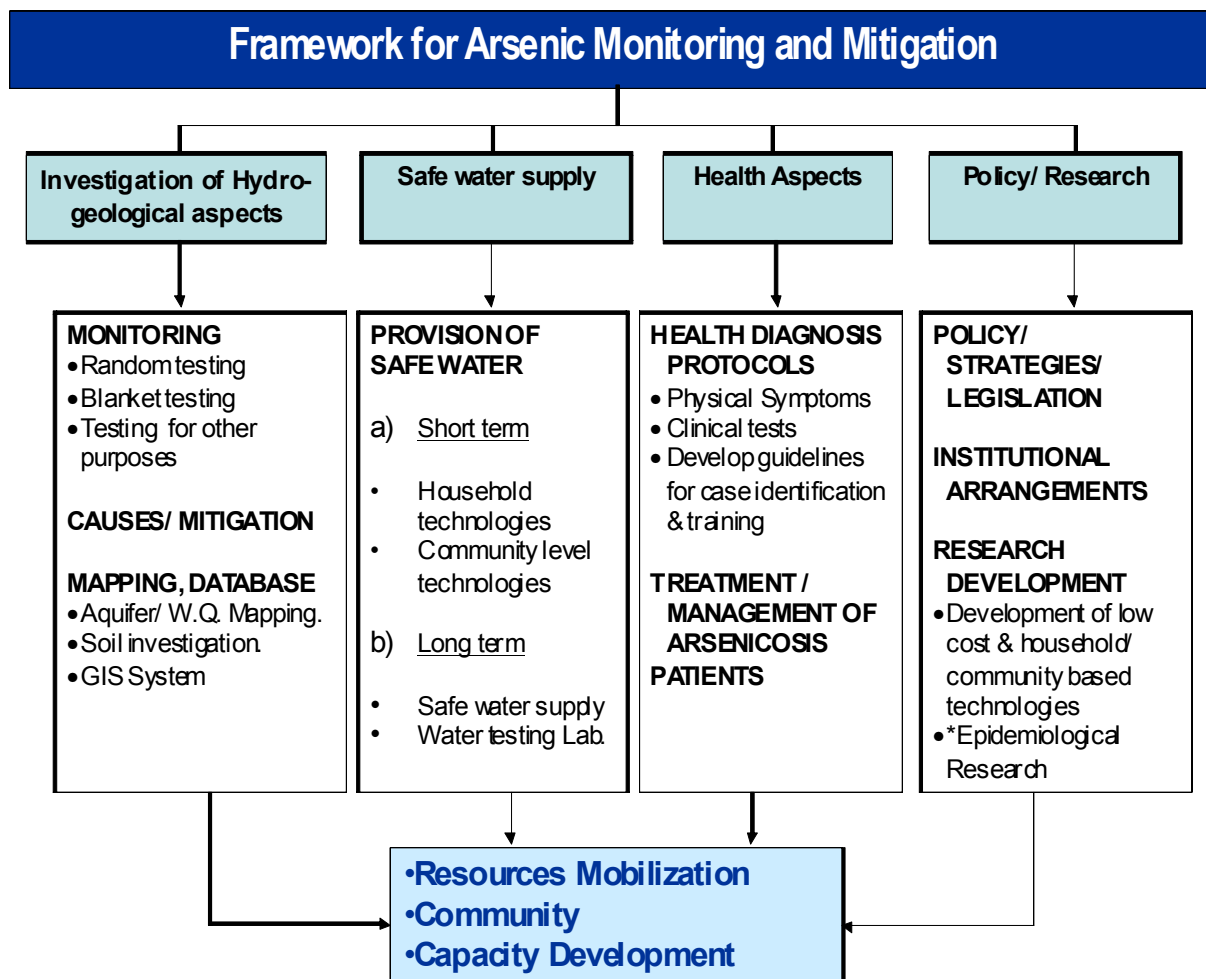 Framework for Arsenic Monitoring and Mitigation
Investigation of Hydro-
geological aspects
Safe water supply
Health Aspects
Policy/ Research
MONITORING
•Random testing
•Blanket testing
•Testing for other
purposes
CAUSES/ MITIGATION
MAPPING, DATABASE
•Aquifer/ W.Q. Mapping.
•Soil investigation.
•GIS System
PROVISION OF
SAFE WATER
a) Short term
• Household
technologies
• Community level
technologies
b) Long term
• Safe water supply
• Water testing Lab.
HEALTH DIAGNOSIS
PROTOCOLS
• Physical Symptoms
• Clinical tests
• Develop guidelines
for case identification
& training
TREATMENT /
MANAGEMENT OF
ARSENICOSIS
PATIENTS
POLICY/
STRATEGIES/
LEGISLATION
INSTITUTIONAL
ARRANGEMENTS
RESEARCH
DEVELOPMENT
•Development of low
cost & household/
community based
technologies
•*Epidemiological
Research
•Resources Mobilization
•Community
•Capacity Development